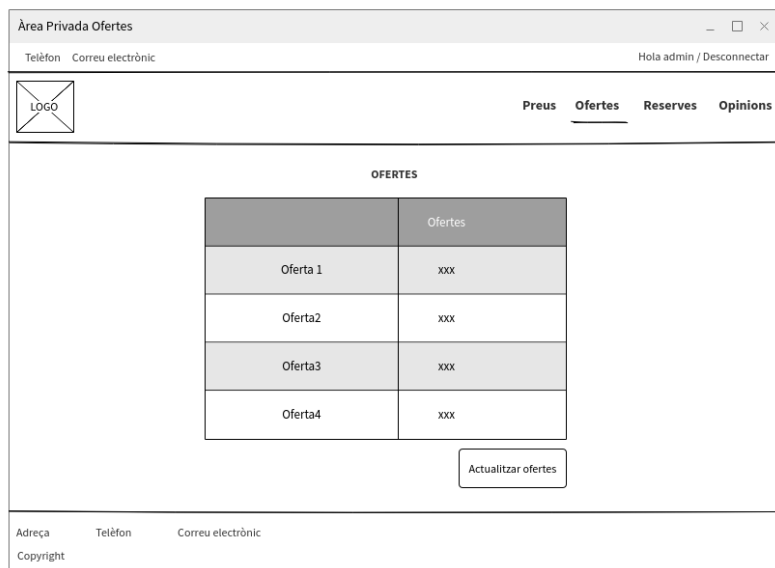 Àrea Privada Ofertes
Telèfon Correu electrònic Hola admin / Desconnectar
LOGO Preus Ofertes Reserves Opinions
OFERTES
Ofertes
Oferta 1 xxx
Oferta2 xxx
Oferta3 xxx
Oferta4 xxx
Actualitzar ofertes
Adreça Telèfon Correu electrònic
Copyright